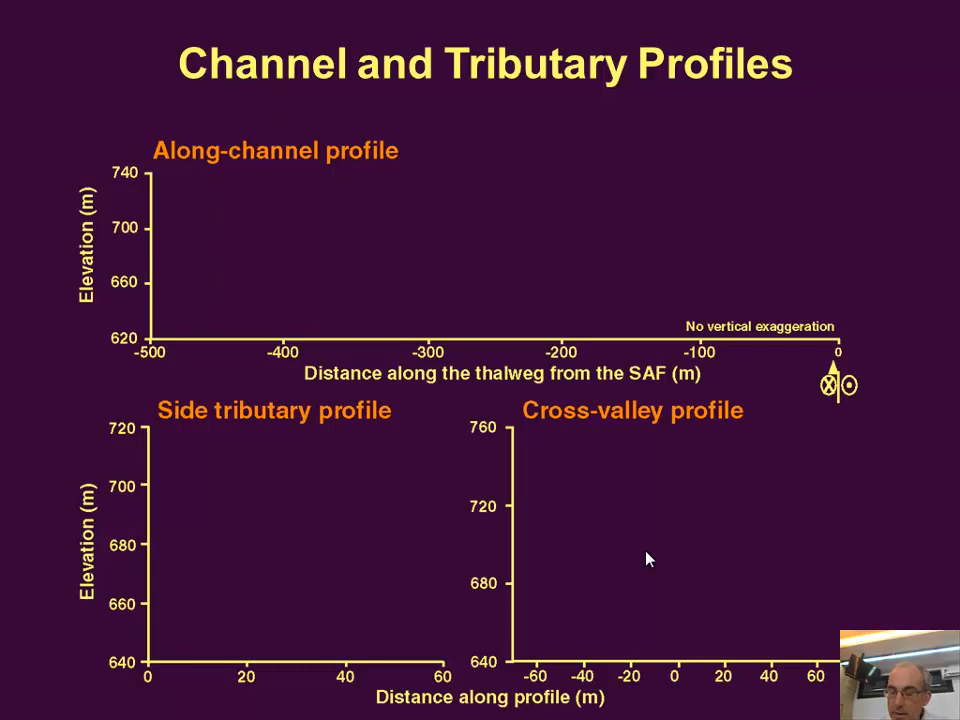 Channel and Tributary Profiles
Along-channel profile
Elevation (m)
740
700
660
620
No vertical exaggeration
-500 -400 -300 -200 -100 0
Distance along the thalweg from the SAF (m)
Side tributary profile
Elevation (m)
720
700
680
660
640
0 20 40 60
Cross-valley profile
760
720
680
640
-60 -40 -20 0 20 40 60
Distance along profile (m)